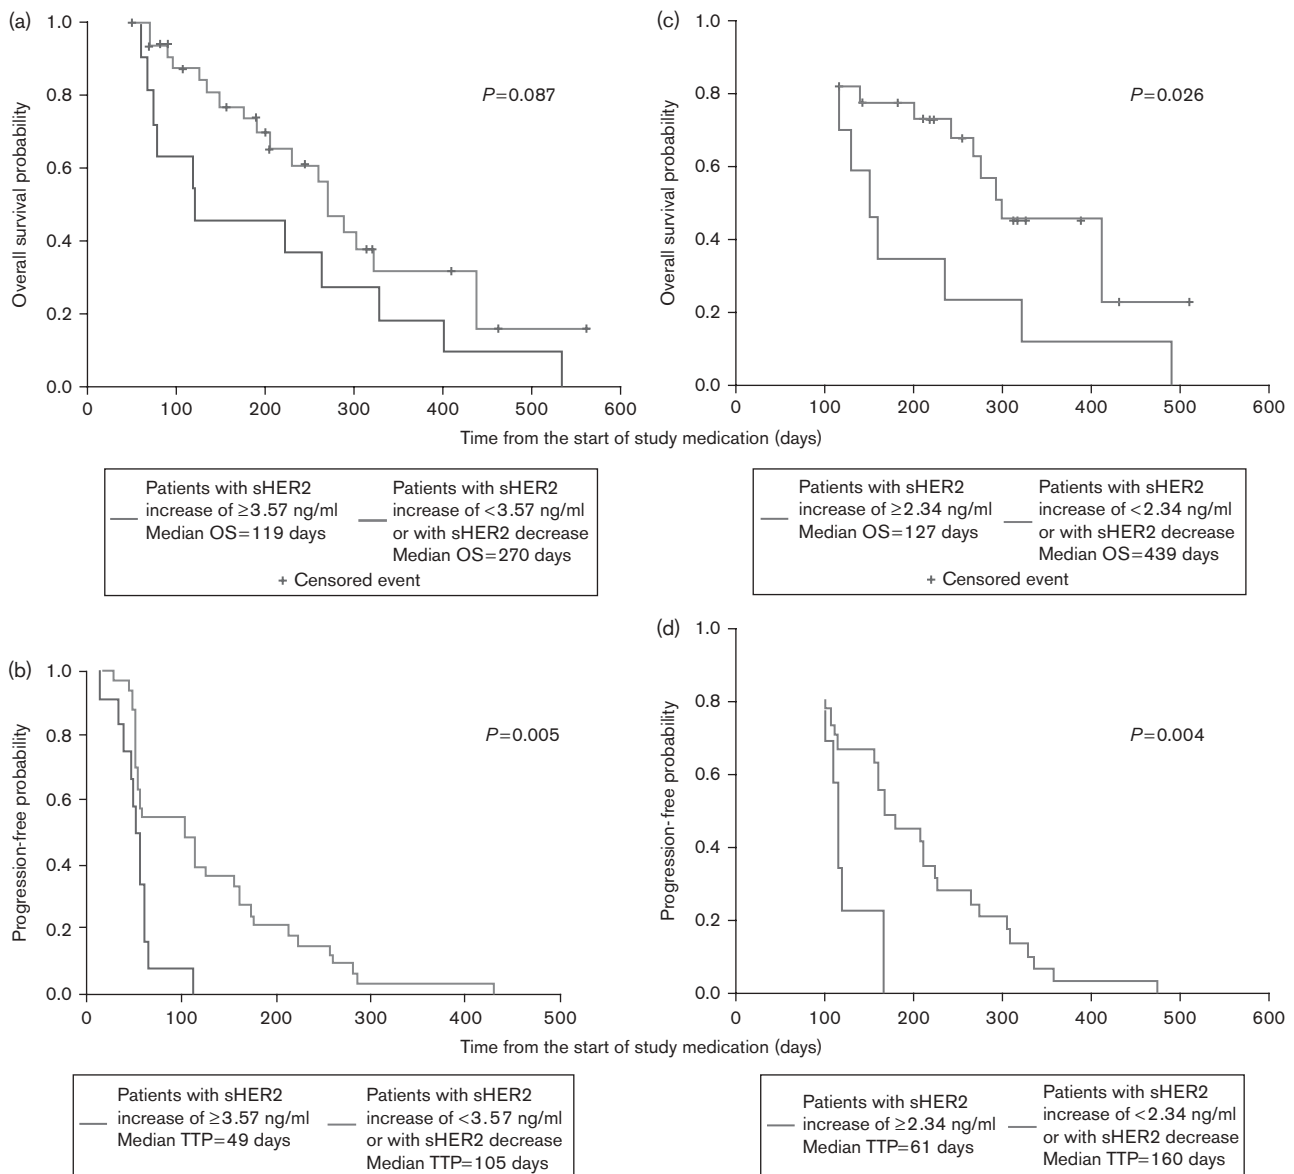 (a)
1.0
0.8
0.6
0.4
0.2
0.0
Overall survival probability
P=0.087
0 100 200 300 400 500 600
(c)
1.0
0.8
0.6
0.4
0.2
0.0
Overall survival probability
P=0.026
0 100 200 300 400 500 600
Time from the start of study medication (days)
Patients with sHER2
increase of ≥3.57 ng/ml
Median OS=119 days
Patients with sHER2
increase of <3.57 ng/ml
or with sHER2 decrease
Median OS=270 days
+ Censored event
Patients with sHER2
increase of ≥2.34 ng/ml
Median OS=127 days
Patients with sHER2
increase of <2.34 ng/ml
or with sHER2 decrease
Median OS=439 days
+ Censored event
(b)
1.0
0.8
0.6
0.4
0.2
0.0
Progression-free probability
P=0.005
0 100 200 300 400 500
(d)
1.0
0.8
0.6
0.4
0.2
0.0
Progression-free probability
P=0.004
0 100 200 300 400 500 600
Time from the start of study medication (days)
Patients with sHER2
increase of ≥3.57 ng/ml
Median TTP=49 days
Patients with sHER2
increase of <3.57 ng/ml
or with sHER2 decrease
Median TTP=105 days
Patients with sHER2
increase of ≥2.34 ng/ml
Median TTP=61 days
Patients with sHER2
increase of <2.34 ng/ml
or with sHER2 decrease
Median TTP=160 days